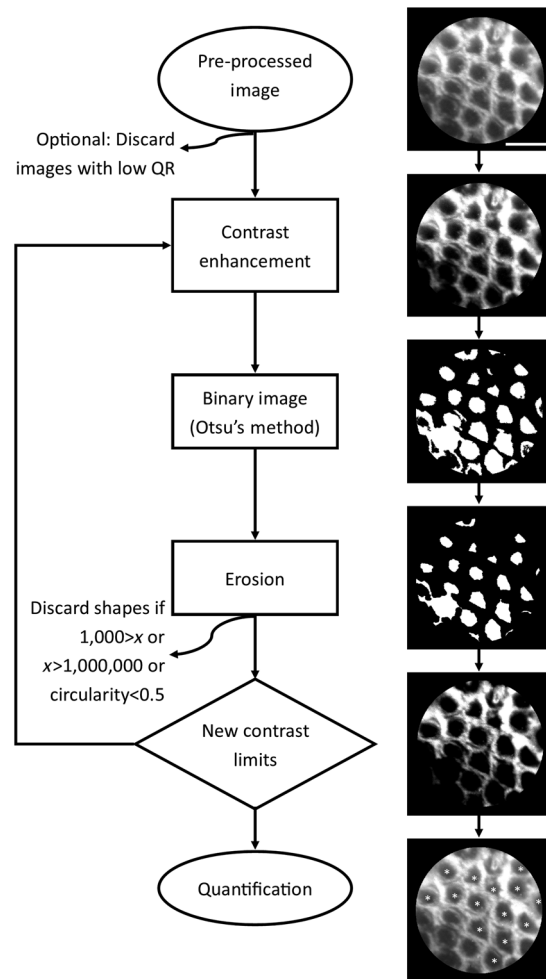 Pre-processed
image
Optional: Discard
images with low QR
Contrast
enhancement
Binary image
(Otsu's method)
Erosion
Discard shapes if
1,000>x or
x>1,000,000 or
circularity<0.5
New contrast
limits
Quantification